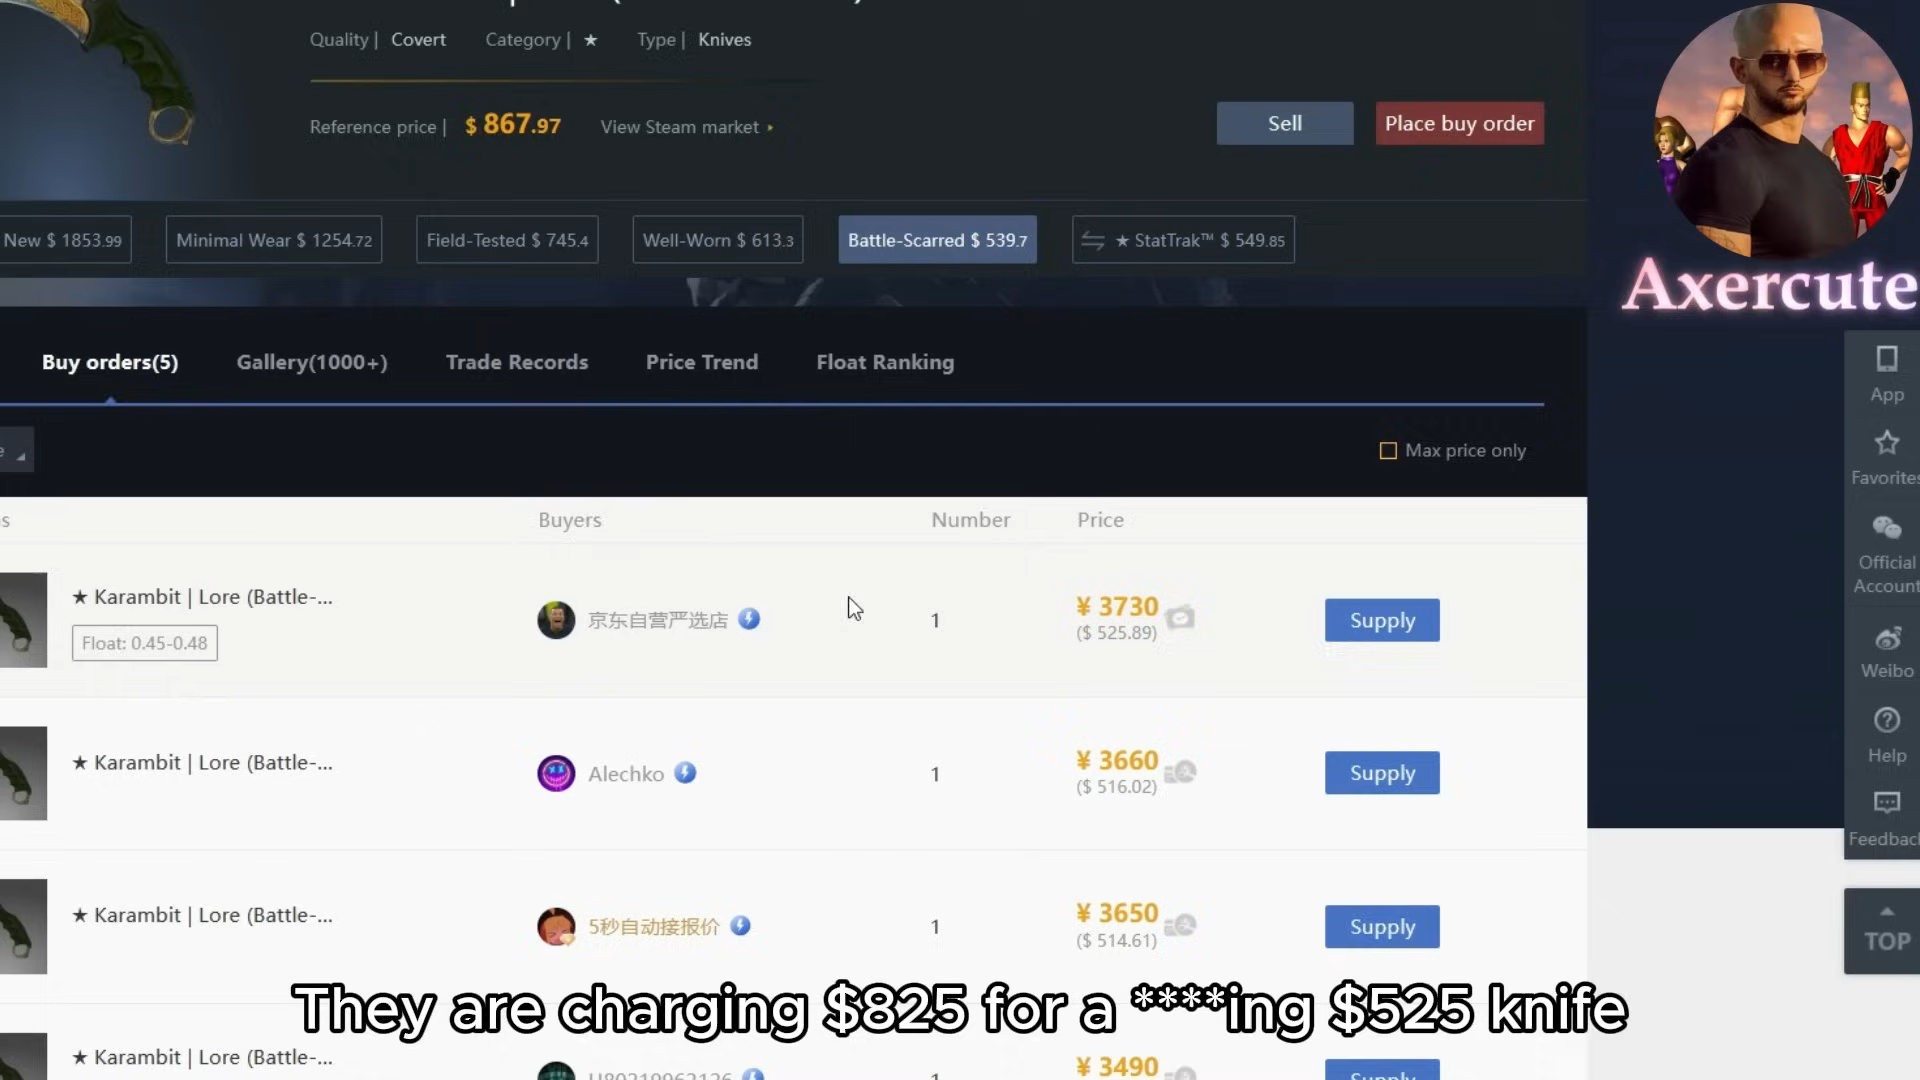 Quality | Covert Category | ★ Type | Knives
Reference price | $ 867.97 View Steam market
Sell
Place buy order
New $ 1853.99
Minimal Wear $ 1254.72
Field-Tested $ 745.4
Well-Worn $ 613.3
Battle-Scarred $ 539.7
★ StatTrak™ $ 549.85
Axercute
Buy orders(5) Gallery(1000+) Trade Records Price Trend Float Ranking
Max price only
Buyers Number Price
★ Karambit | Lore (Battle-...
Float: 0.45-0.48
京东自营严选店
1
¥ 3730
($ 525.89)
Supply
★ Karambit | Lore (Battle-...
Alechko
1
¥ 3660
($ 516.02)
Supply
★ Karambit | Lore (Battle-...
5秒自动接报价
1
¥ 3650
($ 514.61)
Supply
★ Karambit | Lore (Battle-...
¥ 3490
Supply
App
Favorites
Official
Account
Weibo
Help
Feedback
TOP
They are charging $825 for a ****ing $525 knife